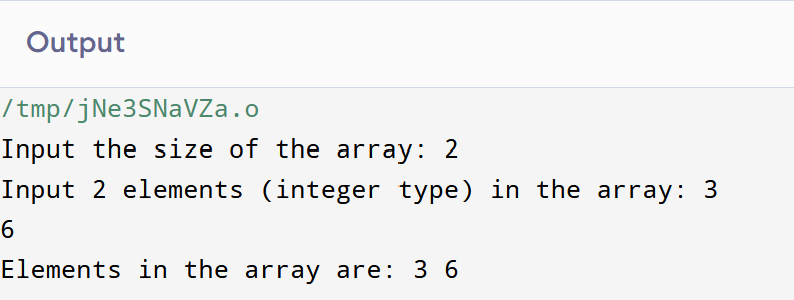 Output
/tmp/jNe3SNaVZa.o
Input the size of the array: 2
Input 2 elements (integer type) in the array: 3
6
Elements in the array are: 3 6